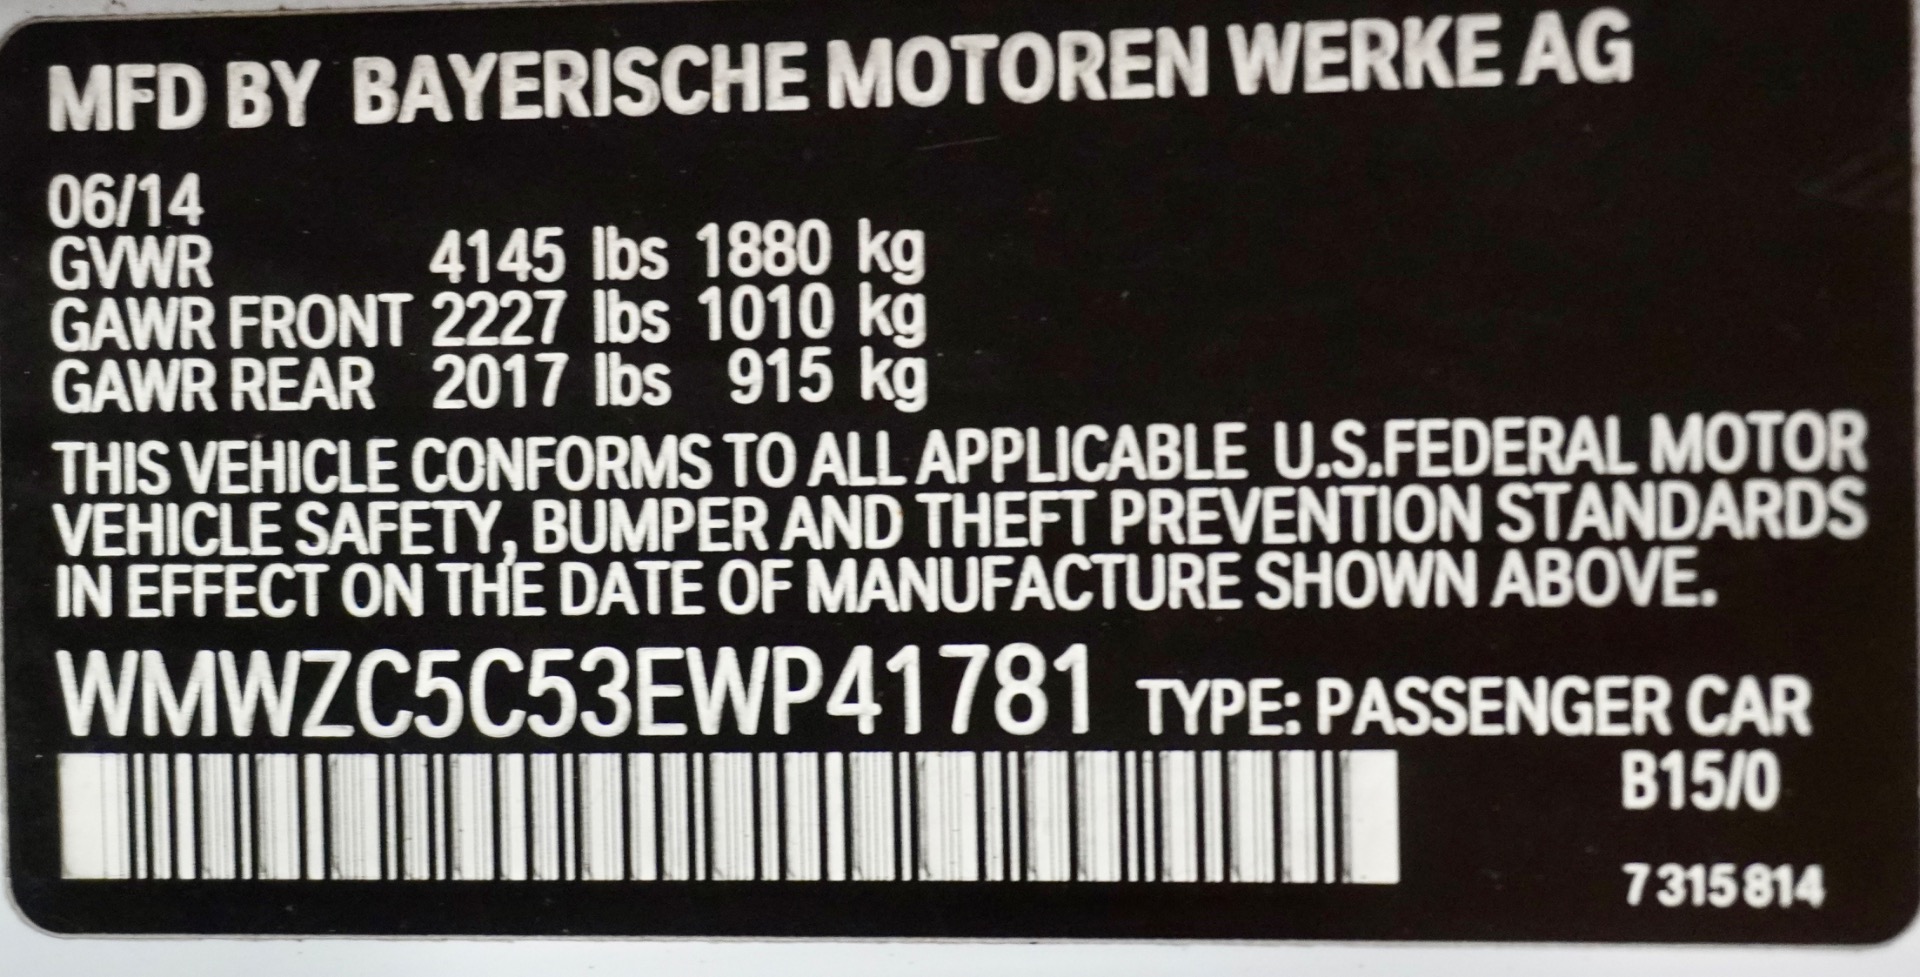 MFD BY BAYERISCHE MOTOREN WERKE AG
06/14
GVWR 4145 lbs 1880 kg
GAWR FRONT 2227 lbs 1010 kg
GAWR REAR 2017 lbs 915 kg
THIS VEHICLE CONFORMS TO ALL APPLICABLE U.S.FEDERAL MOTOR
VEHICLE SAFETY, BUMPER AND THEFT PREVENTION STANDARDS
IN EFFECT ON THE DATE OF MANUFACTURE SHOWN ABOVE.
WMWZC5C53EWP41781 TYPE: PASSENGER CAR
B15/0
7 315 814